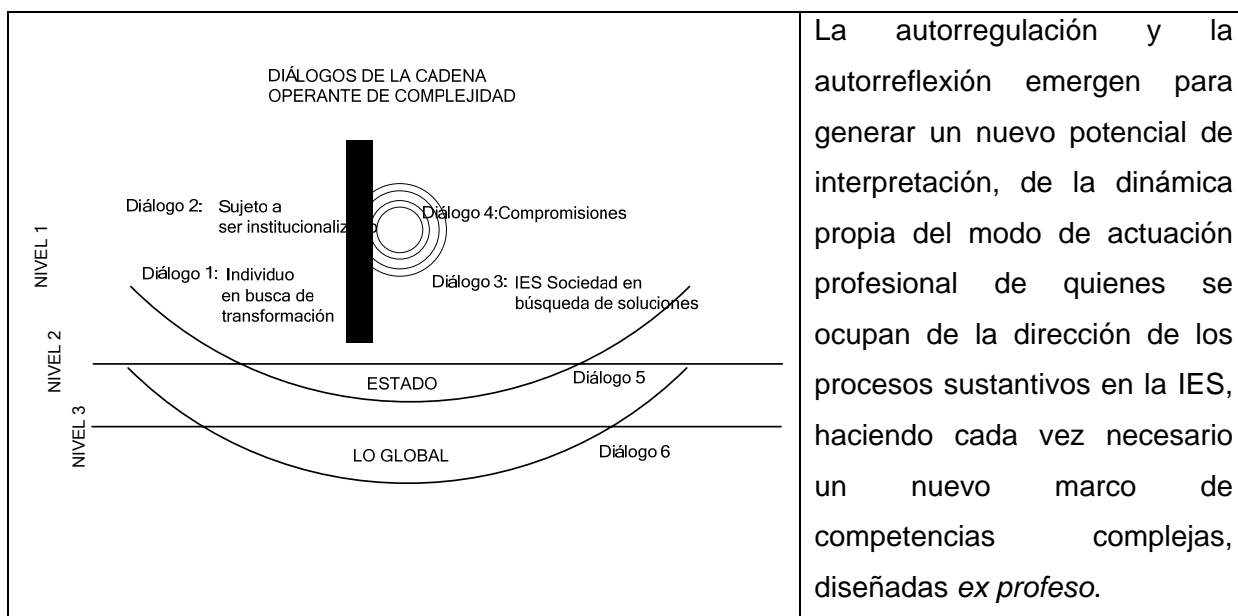 DIÁLOGOS DE LA CADENA
OPERANTE DE COMPLEJIDAD
Diálogo 2: Sujeto a
ser institucionalizado
Diálogo 4:Compromisiones
Diálogo 1: Individuo
en busca de
transformación
Diálogo 3: IES Sociedad en
búsqueda de soluciones
NIVEL 1
NIVEL 2
NIVEL 3
ESTADO
Diálogo 5
LO GLOBAL
Diálogo 6
La autorregulación y la
autorreflexión emergen para
generar un nuevo potencial de
interpretación, de la dinámica
propia del modo de actuación
profesional de quienes se
ocupan de la dirección de los
procesos sustantivos en la IES,
haciendo cada vez necesario
un nuevo marco de
competencias complejas,
diseñadas ex profeso.